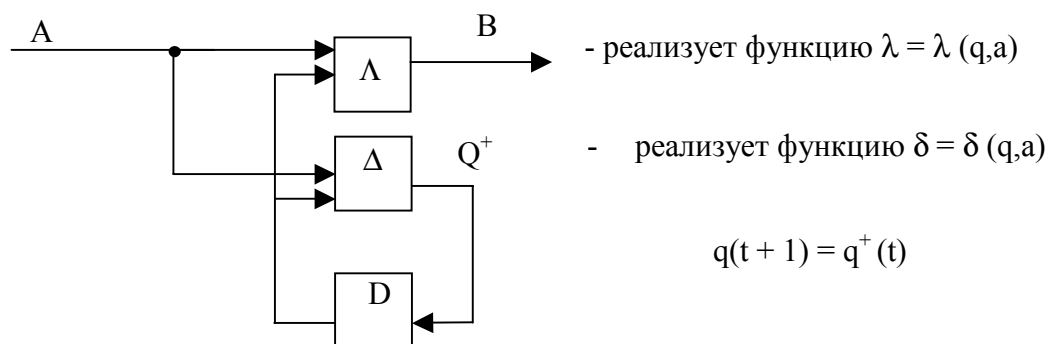 A
B
Λ
- реализует функцию λ = λ (q,a)
Δ
Q⁺
- реализует функцию δ = δ (q,a)
q(t + 1) = q⁺ (t)
D